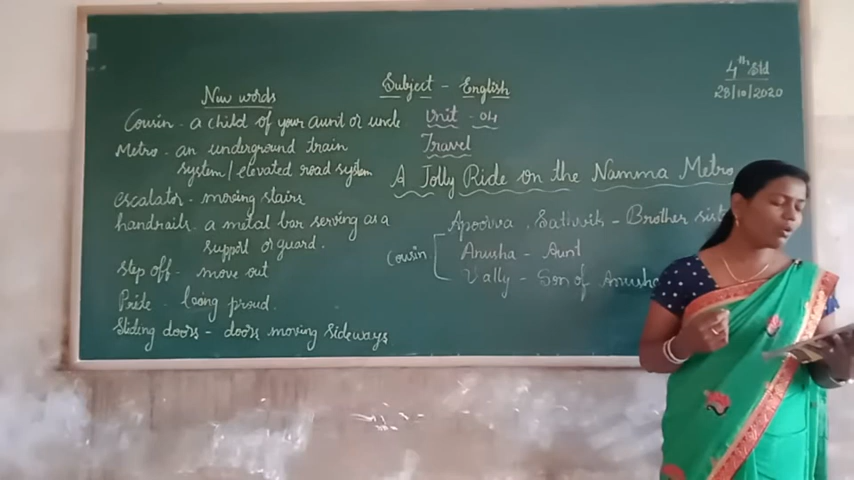 4th Std
28/10/2020
Subject - English
Unit - 04
Travel
A Jolly Ride on the Namma Metro
Apoorva, Sathvik - Brother sist
Cousin
Anusha - Aunt
Vally - Son of Anusha
New words
Cousin - a child of your aunt or uncle
Metro - an underground train
system/elevated road system
escalator - moving stairs
handrails - a metal bar serving as a
support or guard.
Step off - move out
Pride - being proud.
Sliding doors - doors moving sideways